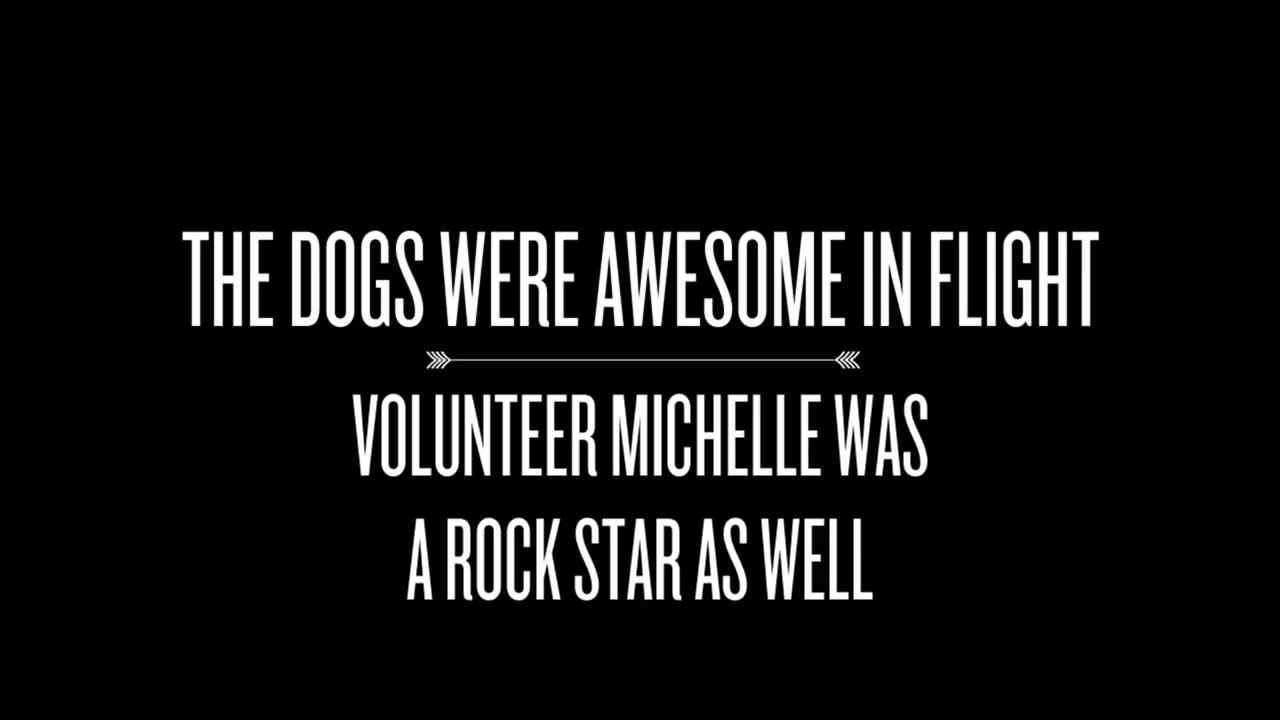 THE DOGS WERE AWESOME IN FLIGHT
VOLUNTEER MICHELLE WAS
A ROCK STAR AS WELL